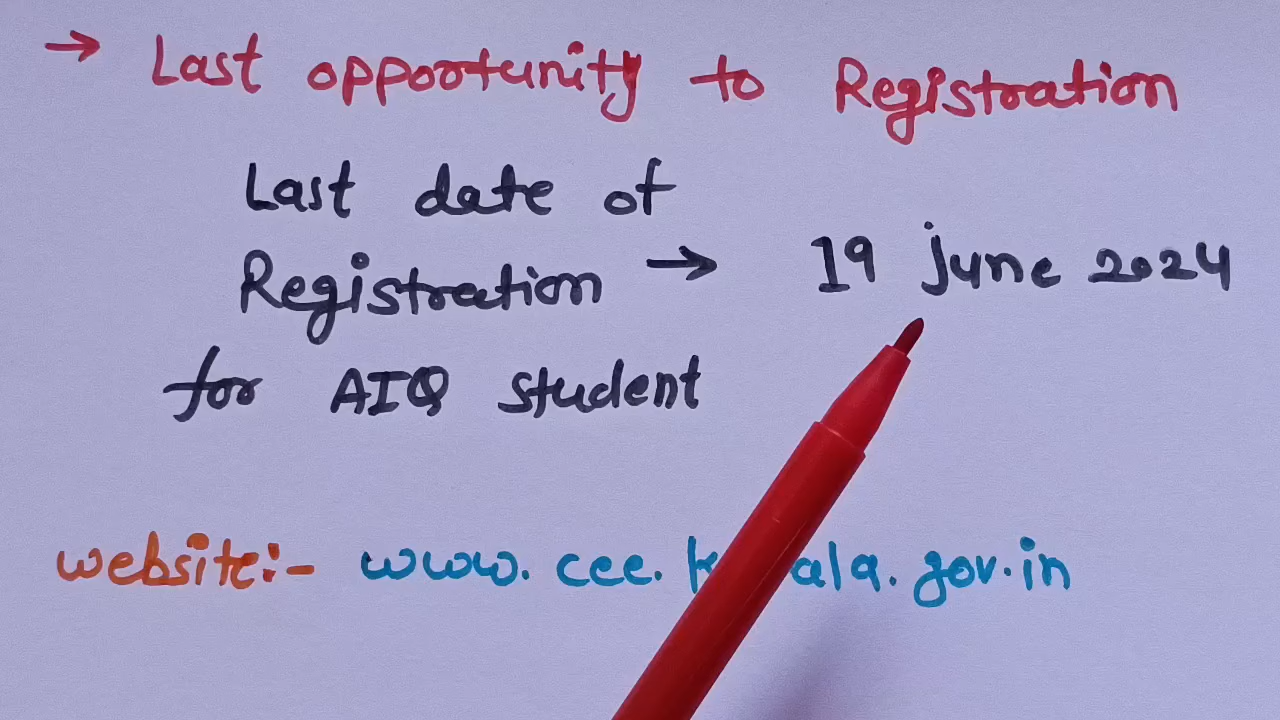 → Last opportunity to Registration
Last date of
Registration → 19 june 2024
for AIQ student
website:- www.cee.k ala.gov.in